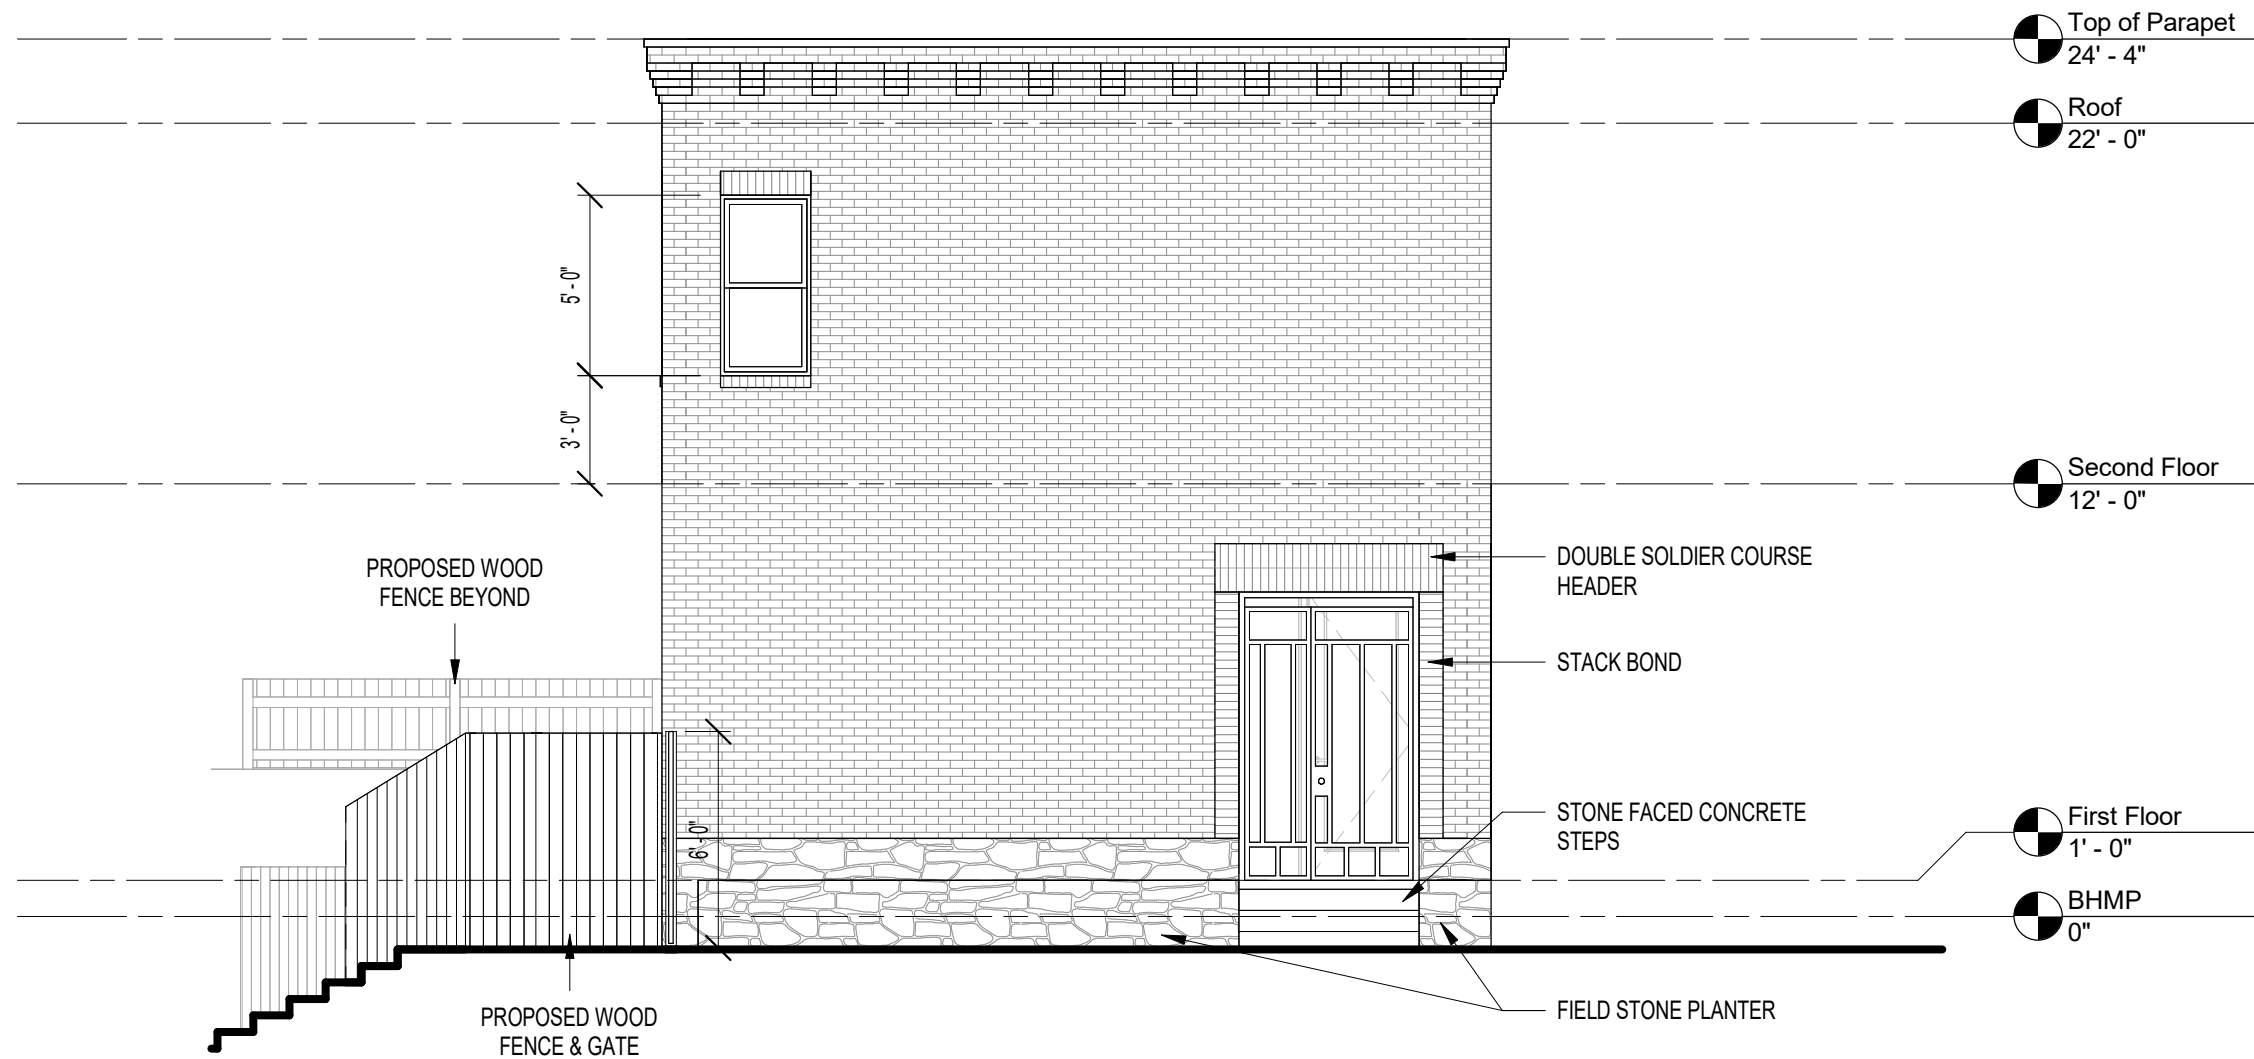 Top of Parapet
24' - 4"
Roof
22' - 0"
5' - 0"
3' - 0"
Second Floor
12' - 0"
PROPOSED WOOD
FENCE BEYOND
DOUBLE SOLDIER COURSE
HEADER
STACK BOND
STONE FACED CONCRETE
STEPS
First Floor
1' - 0"
6' - 0"
BHMP
0"
FIELD STONE PLANTER
PROPOSED WOOD
FENCE & GATE